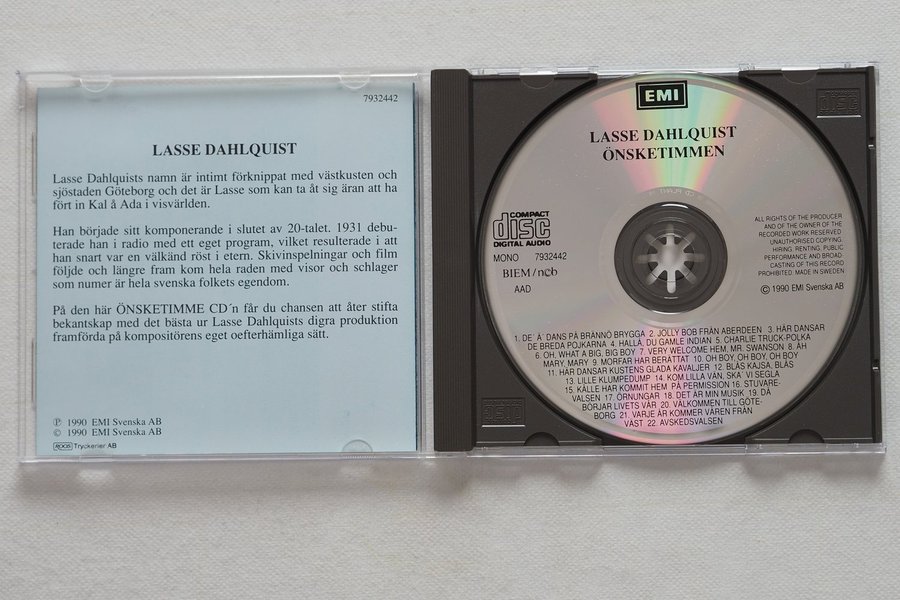 7932442
LASSE DAHLQUIST
Lasse Dahlquists namn är intimt förknippat med västkusten och
sjöstaden Göteborg och det är Lasse som kan ta åt sig äran att ha
fört in Kal å Ada i visvärlden.
Han började sitt komponerande i slutet av 20-talet. 1931 debu-
terade han i radio med ett eget program, vilket resulterade i att
han snart var en välkänd röst i etern. Skivinspelningar och film
följde och längre fram kom hela raden med visor och schlager
som numer är hela svenska folkets egendom.
På den här ÖNSKETIMME CD´n får du chansen att åter stifta
bekantskap med det bästa ur Lasse Dahlquists digra produktion
framförda på kompositörens eget oefterhämliga sätt.
℗ 1990 EMI Svenska AB
© 1990 EMI Svenska AB
Tryckerier AB
EMI
LASSE DAHLQUIST
ÖNSKETIMMEN
COMPACT
disc
DIGITAL AUDIO
MONO 7932442
BIEM/ncb
AAD
ALL RIGHTS OF THE PRODUCER
AND OF THE OWNER OF THE
RECORDED WORK RESERVED
UNAUTHORISED COPYING.
HIRING. RENTING, PUBLIC
PERFORMANCE AND BROAD-
CASTING OF THIS RECORD
PROHIBITED. MADE IN SWEDEN
© 1990 EMI Svenska AB
1. DE´ Ä´ DANS PÅ BRÄNNÖ BRYGGA 2. JOLLY BOB FRÅN ABERDEEN 3. HÄR DANSAR
DE BREDA POJKARNA 4. HALLÅ, DU GAMLE INDIAN 5. CHARLIE TRUCK-POLKA
6. OH, WHAT A BIG, BIG BOY 7. VERY WELCOME HEM, MR. SWANSON 8. ÄH
MARY, MARY 9. MORFAR HAR BERÄTTAT 10. OH BOY, OH BOY, OH BOY
11. HÄR DANSAR KUSTENS GLADA KAVALJER 12. BLÅS KAJSA, BLÅS
13. LILLE KLUMPEDUMP 14. KOM LILLA VÄN, SKA´ VI SEGLA
15. KÅLLE HAR KOMMIT HEM PÅ PERMISSION 16. STUVARE-
VALSEN 17. ÖRNUNGAR 18. DET ÄR MIN MUSIK 19. DÅ
BÖRJAR LIVETS VÅR 20. VÄLKOMMEN TILL GÖTE-
BORG 21. VARJE ÅR KOMMER VÅREN FRÅN
VÄST 22. AVSKEDSVALSEN